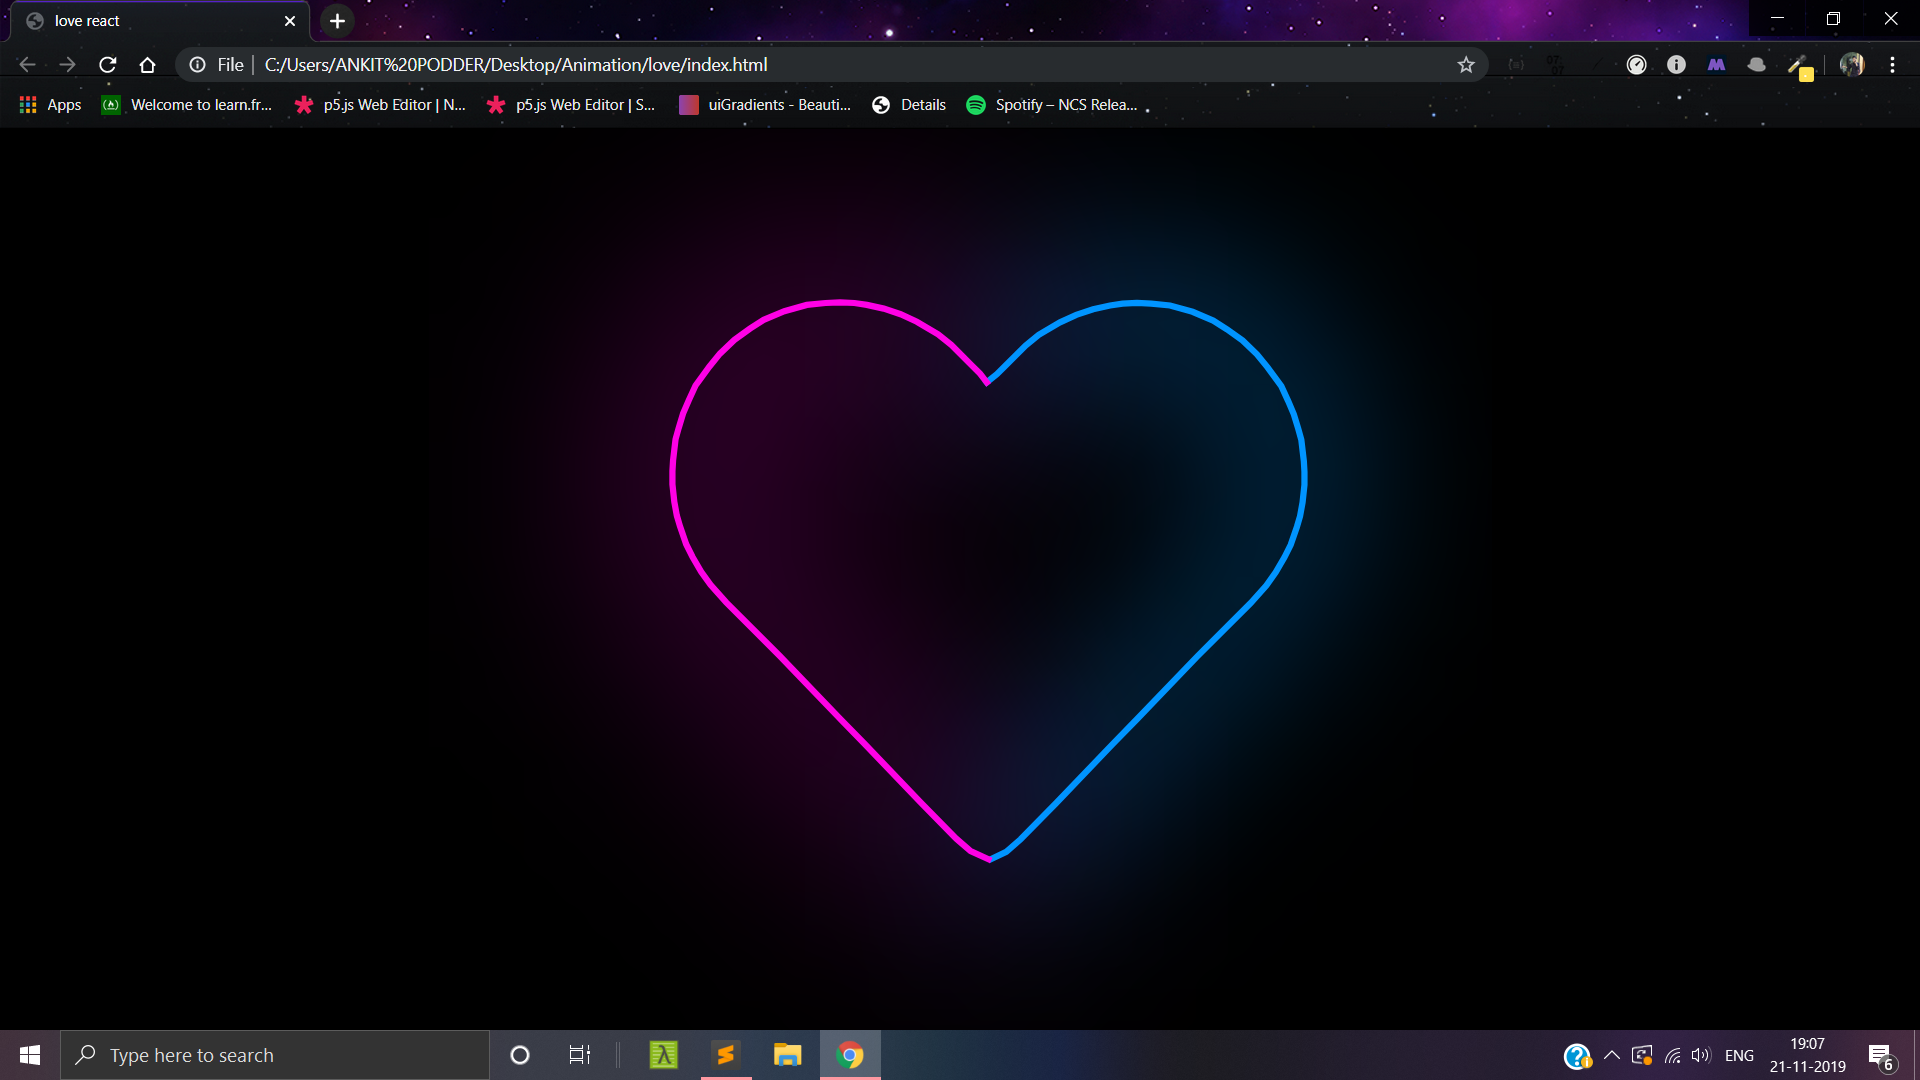 love react
File
C:/Users/ANKIT%20PODDER/Desktop/Animation/love/index.html
Apps
Welcome to learn.fr...
p5.js Web Editor | N...
p5.js Web Editor | S...
uiGradients - Beauti...
Details
Spotify – NCS Relea...
Type here to search
ENG
19:07
21-11-2019
6